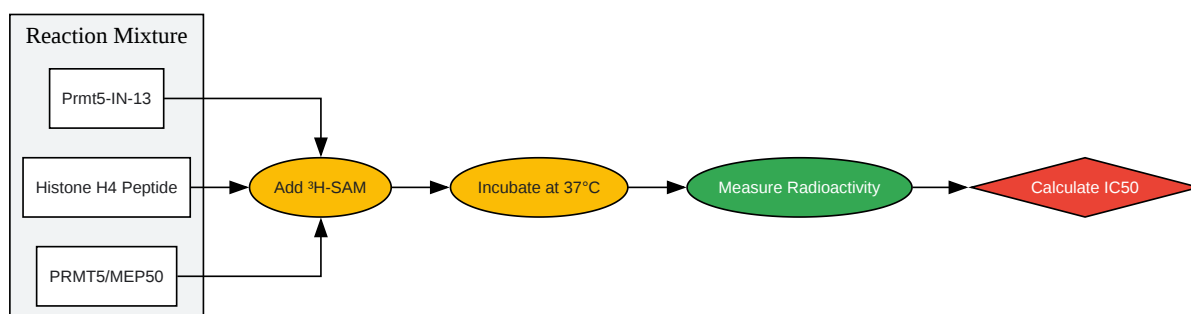 Reaction Mixture
Prmt5-IN-13
Histone H4 Peptide
PRMT5/MEP50
Add ³H-SAM
Incubate at 37°C
Measure Radioactivity
Calculate IC50